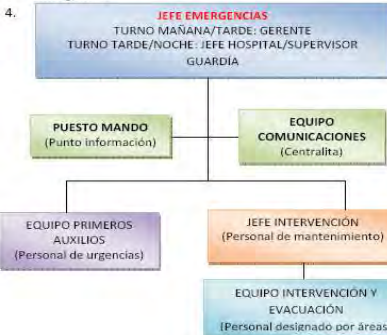 4.
JEFE EMERGENCIAS
TURNO MAÑANA/TARDE: GERENTE
TURNO TARDE/NOCHE: JEFE HOSPITAL/SUPERVISOR
GUARDIA
PUESTO MANDO
(Punto información)
EQUIPO
COMUNICACIONES
(Centralita)
EQUIPO PRIMEROS
AUXILIOS
(Personal de urgencias)
JEFE INTERVENCIÓN
(Personal de mantenimiento)
EQUIPO INTERVENCIÓN Y
EVACUACIÓN
(Personal designado por áreas